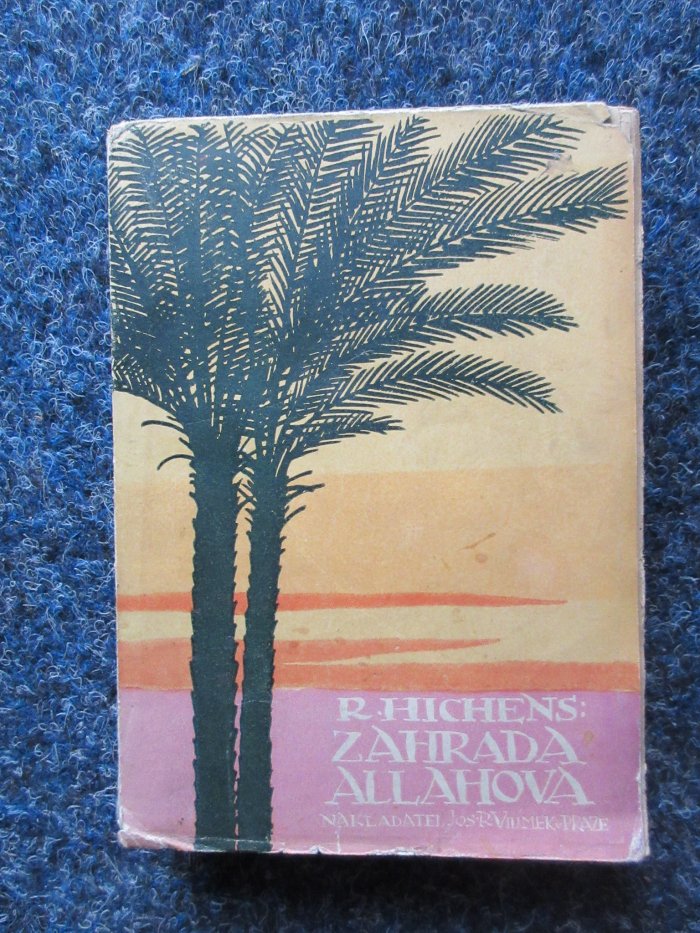 R. HICHENS:
ZAHRADA
ALLAHOVA
NAKLADATEL JOS. R. VILÍMEK V PRAZE